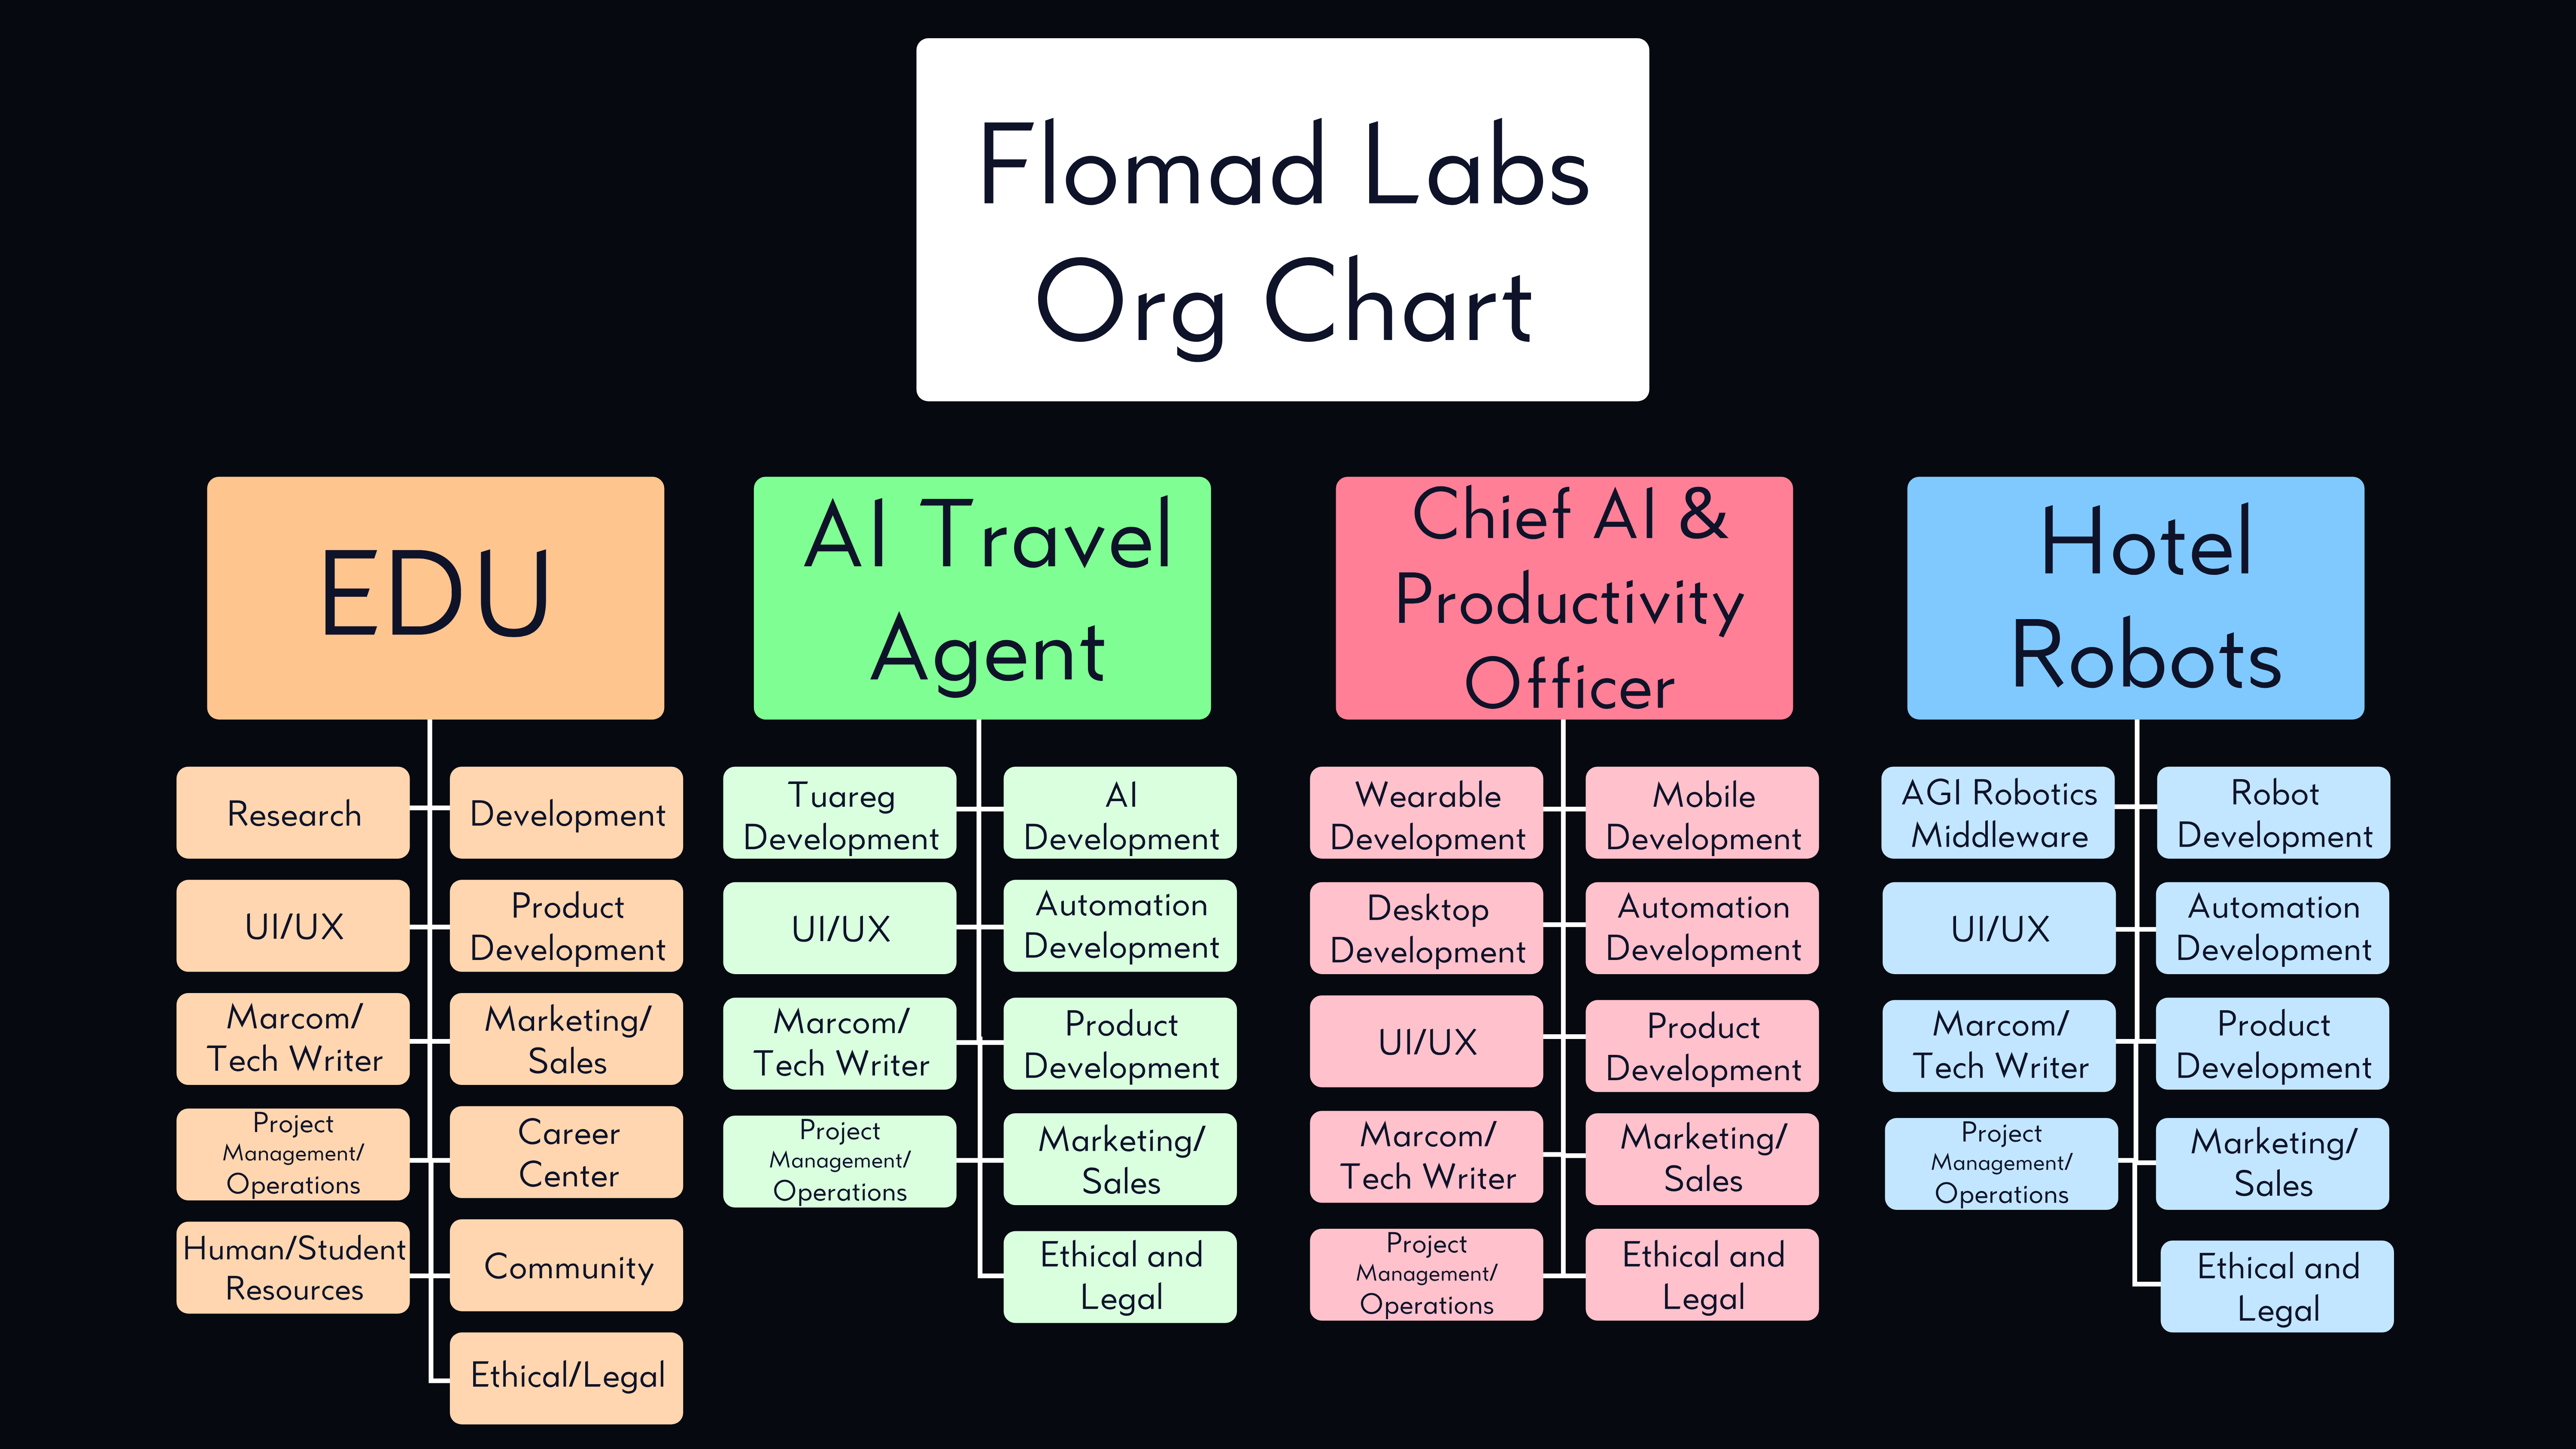 Flomad Labs
Org Chart
EDU
Research
Development
UI/UX
Product
Development
Marcom/
Tech Writer
Marketing/
Sales
Project
Management/
Operations
Career
Center
Human/Student
Resources
Community
Ethical/Legal
AI Travel
Agent
Tuareg
Development
AI
Development
UI/UX
Automation
Development
Marcom/
Tech Writer
Product
Development
Project
Management/
Operations
Marketing/
Sales
Ethical and
Legal
Chief AI &
Productivity
Officer
Wearable
Development
Mobile
Development
Desktop
Development
Automation
Development
UI/UX
Product
Development
Marcom/
Tech Writer
Marketing/
Sales
Project
Management/
Operations
Ethical and
Legal
Hotel
Robots
AGI Robotics
Middleware
Robot
Development
UI/UX
Automation
Development
Marcom/
Tech Writer
Product
Development
Project
Management/
Operations
Marketing/
Sales
Ethical and
Legal